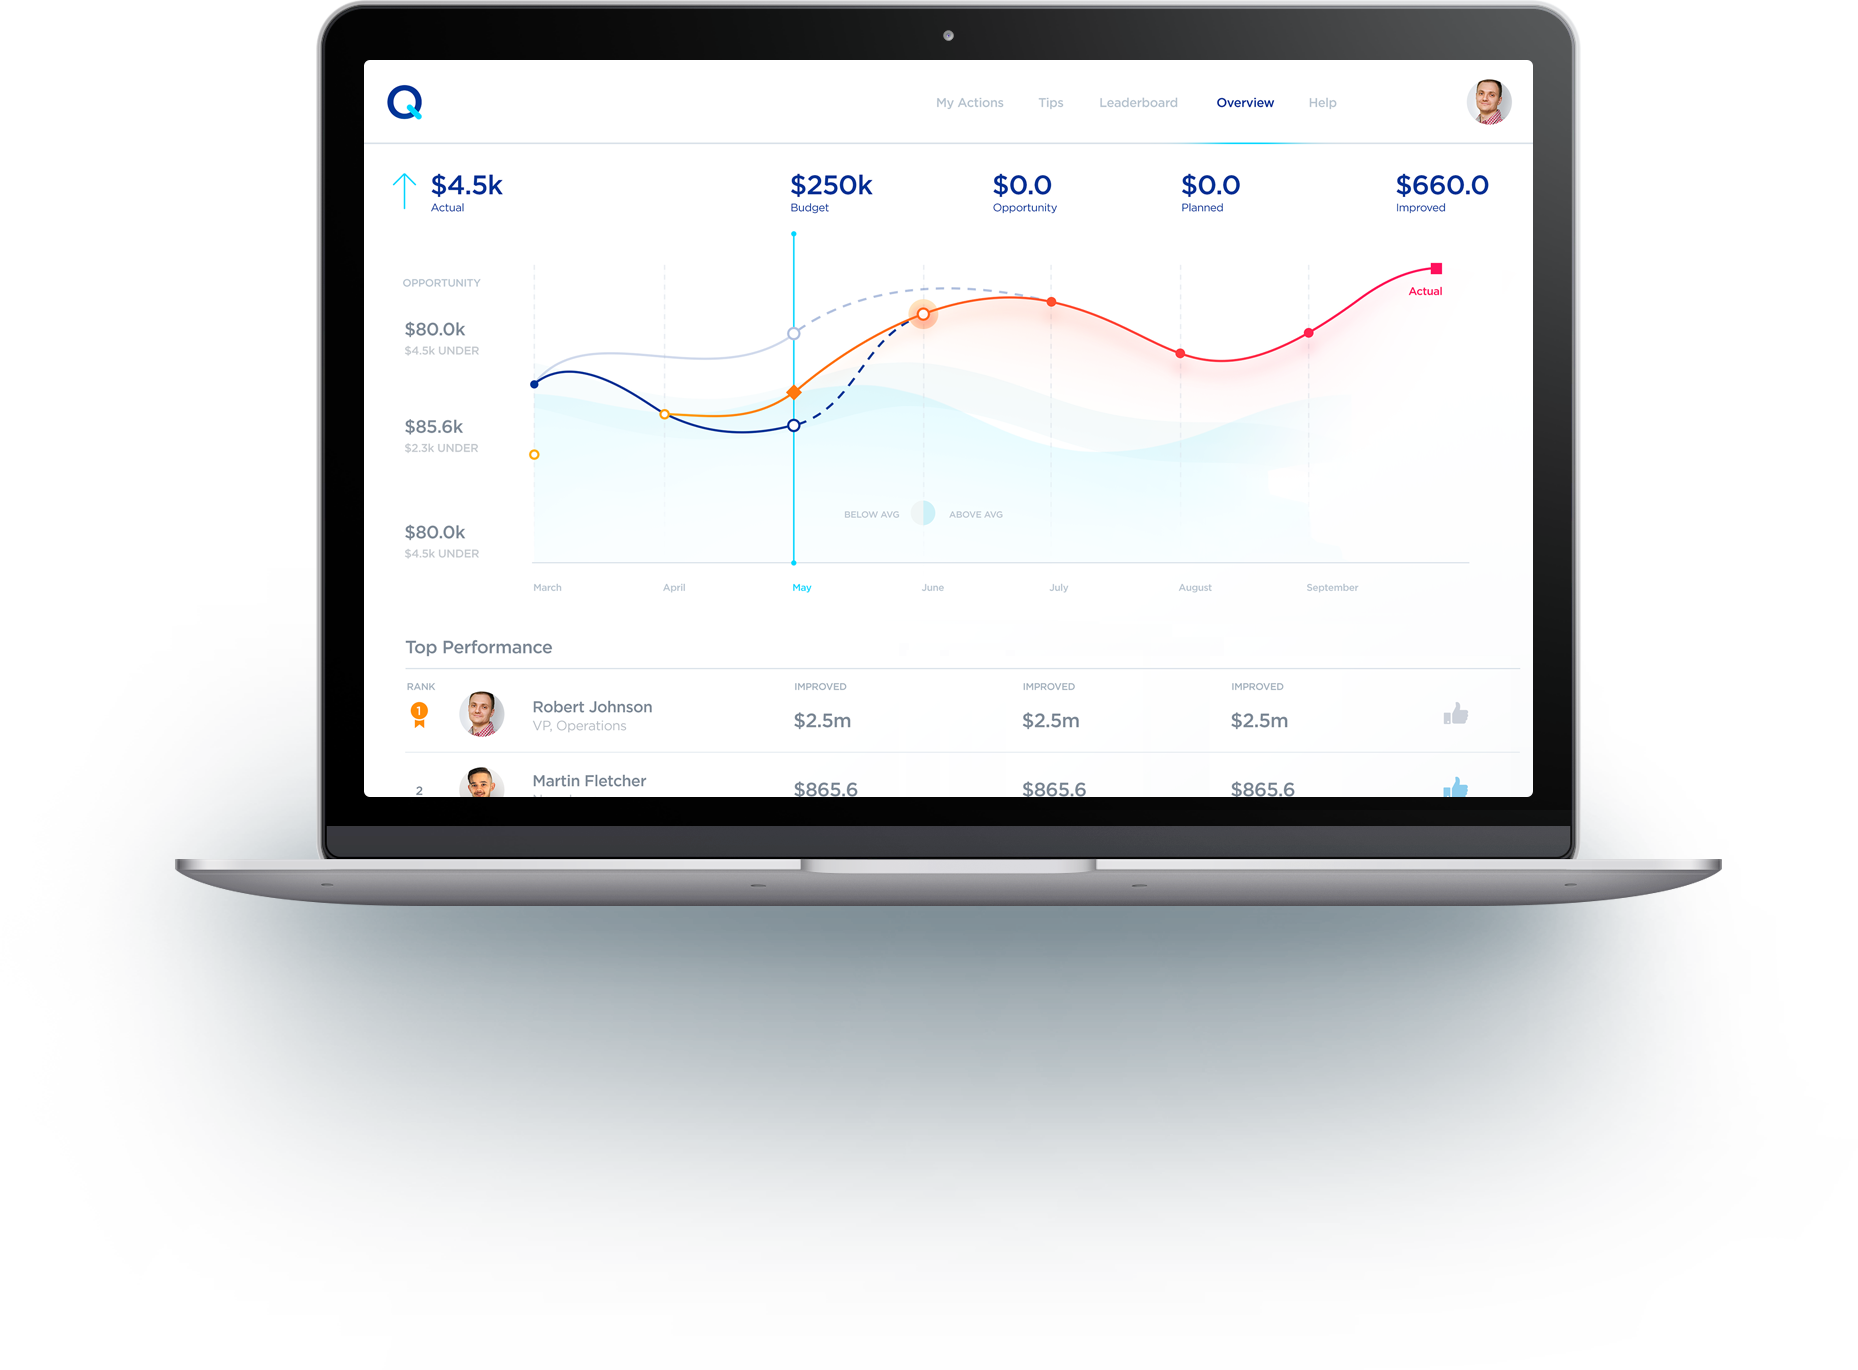 Q
My Actions Tips Leaderboard Overview Help
$4.5k $250k $0.0 $0.0 $660.0
Actual Budget Opportunity Planned Improved
OPPORTUNITY
Actual
$80.0k
$4.5k UNDER
$85.6k
$2.3k UNDER
BELOW AVG ABOVE AVG
$80.0k
$4.5k UNDER
March April May June July August September
Top Performance
RANK IMPROVED IMPROVED IMPROVED
1 Robert Johnson $2.5m $2.5m $2.5m
VP, Operations
2 Martin Fletcher $865.6 $865.6 $865.6